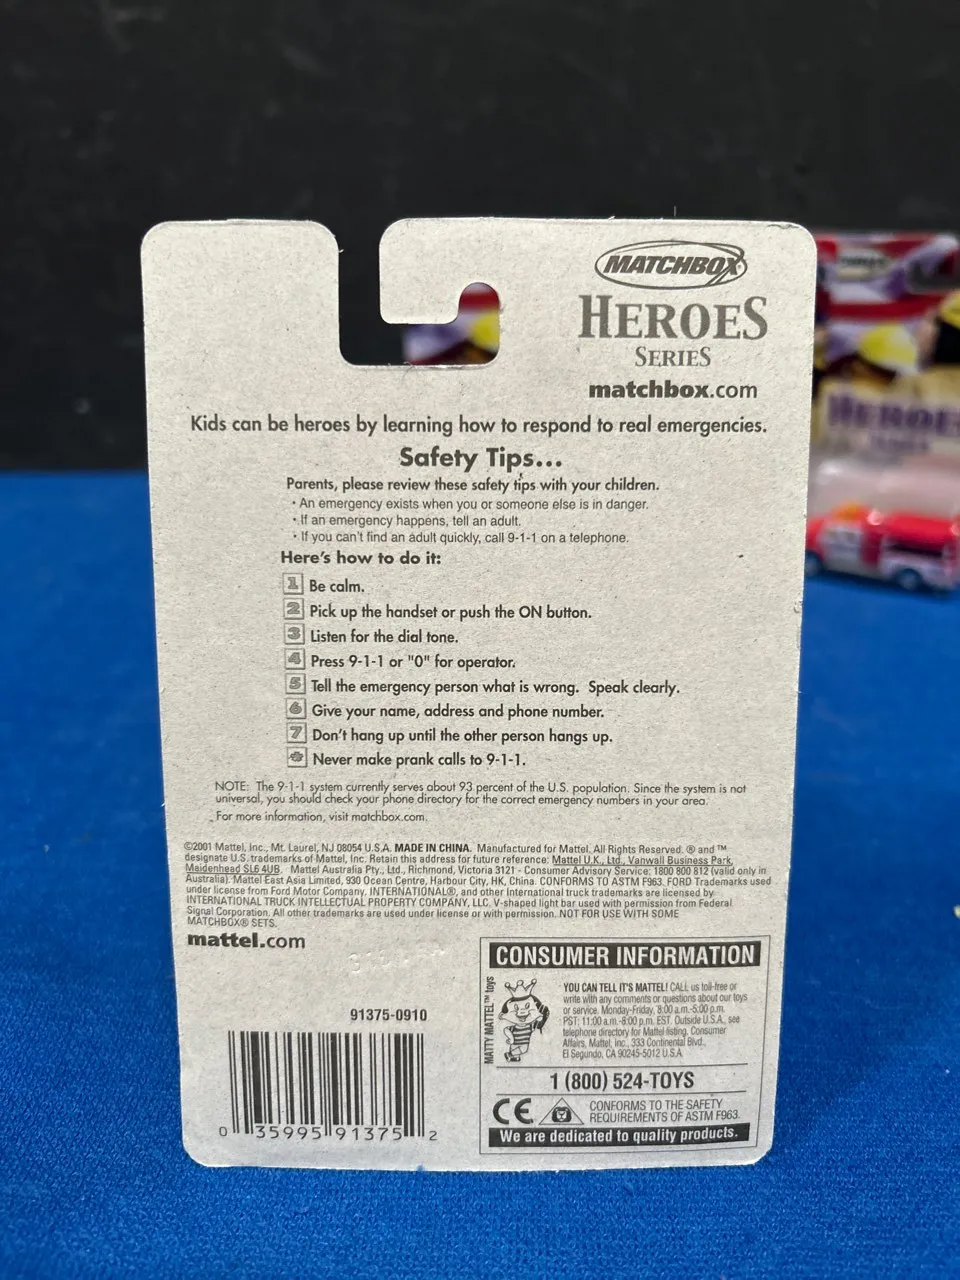 MATCHBOX
HEROES
SERIES
matchbox.com
Kids can be heroes by learning how to respond to real emergencies.
Safety Tips...
Parents, please review these safety tips with your children.
• An emergency exists when you or someone else is in danger.
• If an emergency happens, tell an adult.
• If you can't find an adult quickly, call 9-1-1 on a telephone.
Here's how to do it:
1 Be calm.
2 Pick up the handset or push the ON button.
3 Listen for the dial tone.
4 Press 9-1-1 or "0" for operator.
5 Tell the emergency person what is wrong. Speak clearly.
6 Give your name, address and phone number.
7 Don't hang up until the other person hangs up.
Never make prank calls to 9-1-1.
NOTE: The 9-1-1 system currently serves about 93 percent of the U.S. population. Since the system is not
universal, you should check your phone directory for the correct emergency numbers in your area.
For more information, visit matchbox.com.
©2001 Mattel, Inc., Mt. Laurel, NJ 08054 U.S.A. MADE IN CHINA. Manufactured for Mattel. All Rights Reserved. ® and ™
designate U.S. trademarks of Mattel, Inc. Retain this address for future reference: Mattel U.K., Ltd., Vanwall Business Park,
Maidenhead SL6 4UB. Mattel Australia Pty., Ltd., Richmond, Victoria 3121 - Consumer Advisory Service: 1800 800 812 (valid only in
Australia). Mattel East Asia Limited, 930 Ocean Centre, Harbour City, HK, China. CONFORMS TO ASTM F963. FORD Trademarks used
under license from Ford Motor Company. INTERNATIONAL®, and other International truck trademarks are licensed by
INTERNATIONAL TRUCK INTELLECTUAL PROPERTY COMPANY, LLC. V-shaped light bar used with permission from Federal
Signal Corporation. All other trademarks are used under license or with permission. NOT FOR USE WITH SOME
MATCHBOX® SETS.
mattel.com
91375-0910
0 35995 91375 2
CONSUMER INFORMATION
MATTY MATTEL™ toys
YOU CAN TELL IT'S MATTEL! CALL us toll-free or
write with any comments or questions about our toys
or service. Monday-Friday, 8:00 a.m.-5:00 p.m.
PST: 11:00 a.m.-8:00 p.m. EST. Outside U.S.A., see
telephone directory for Mattel listing. Consumer
Affairs, Mattel, Inc., 333 Continental Blvd.,
El Segundo, CA 90245-5012 U.S.A
1 (800) 524-TOYS
CE
CONFORMS TO THE SAFETY
REQUIREMENTS OF ASTM F963.
We are dedicated to quality products.
HEROES